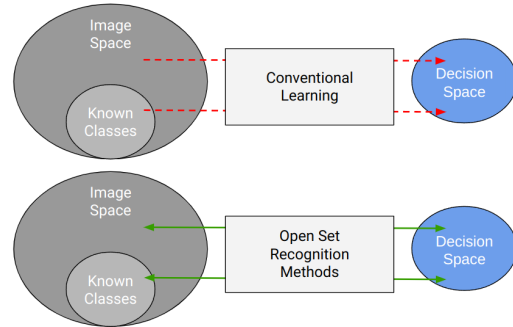 Image
Space
Known
Classes
Conventional
Learning
Decision
Space
Image
Space
Known
Classes
Open Set
Recognition
Methods
Decision
Space